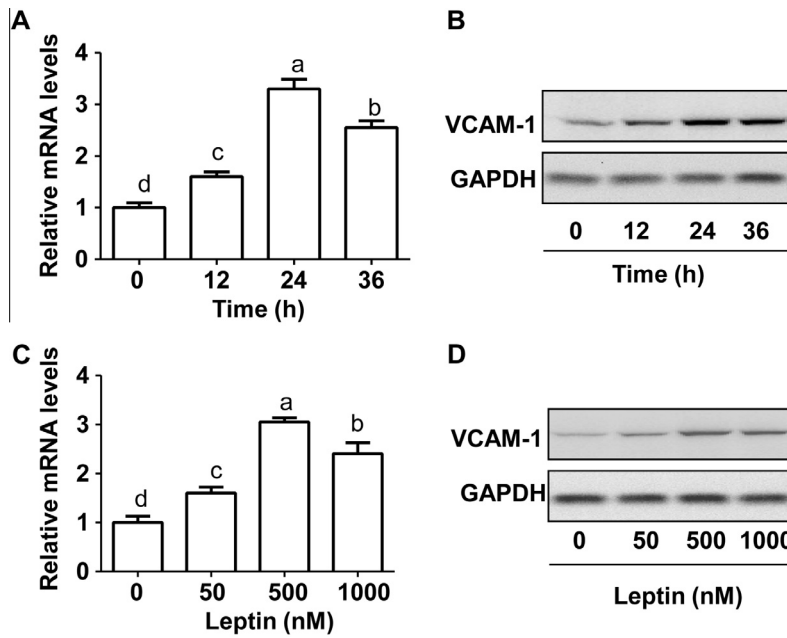 A
Relative mRNA levels
4
3
2
1
0
d
c
a
b
0 12 24 36
Time (h)
B
VCAM-1
GAPDH
0 12 24 36
Time (h)
C
Relative mRNA levels
4
3
2
1
0
d
c
a
b
0 50 500 1000
Leptin (nM)
D
VCAM-1
GAPDH
0 50 500 1000
Leptin (nM)